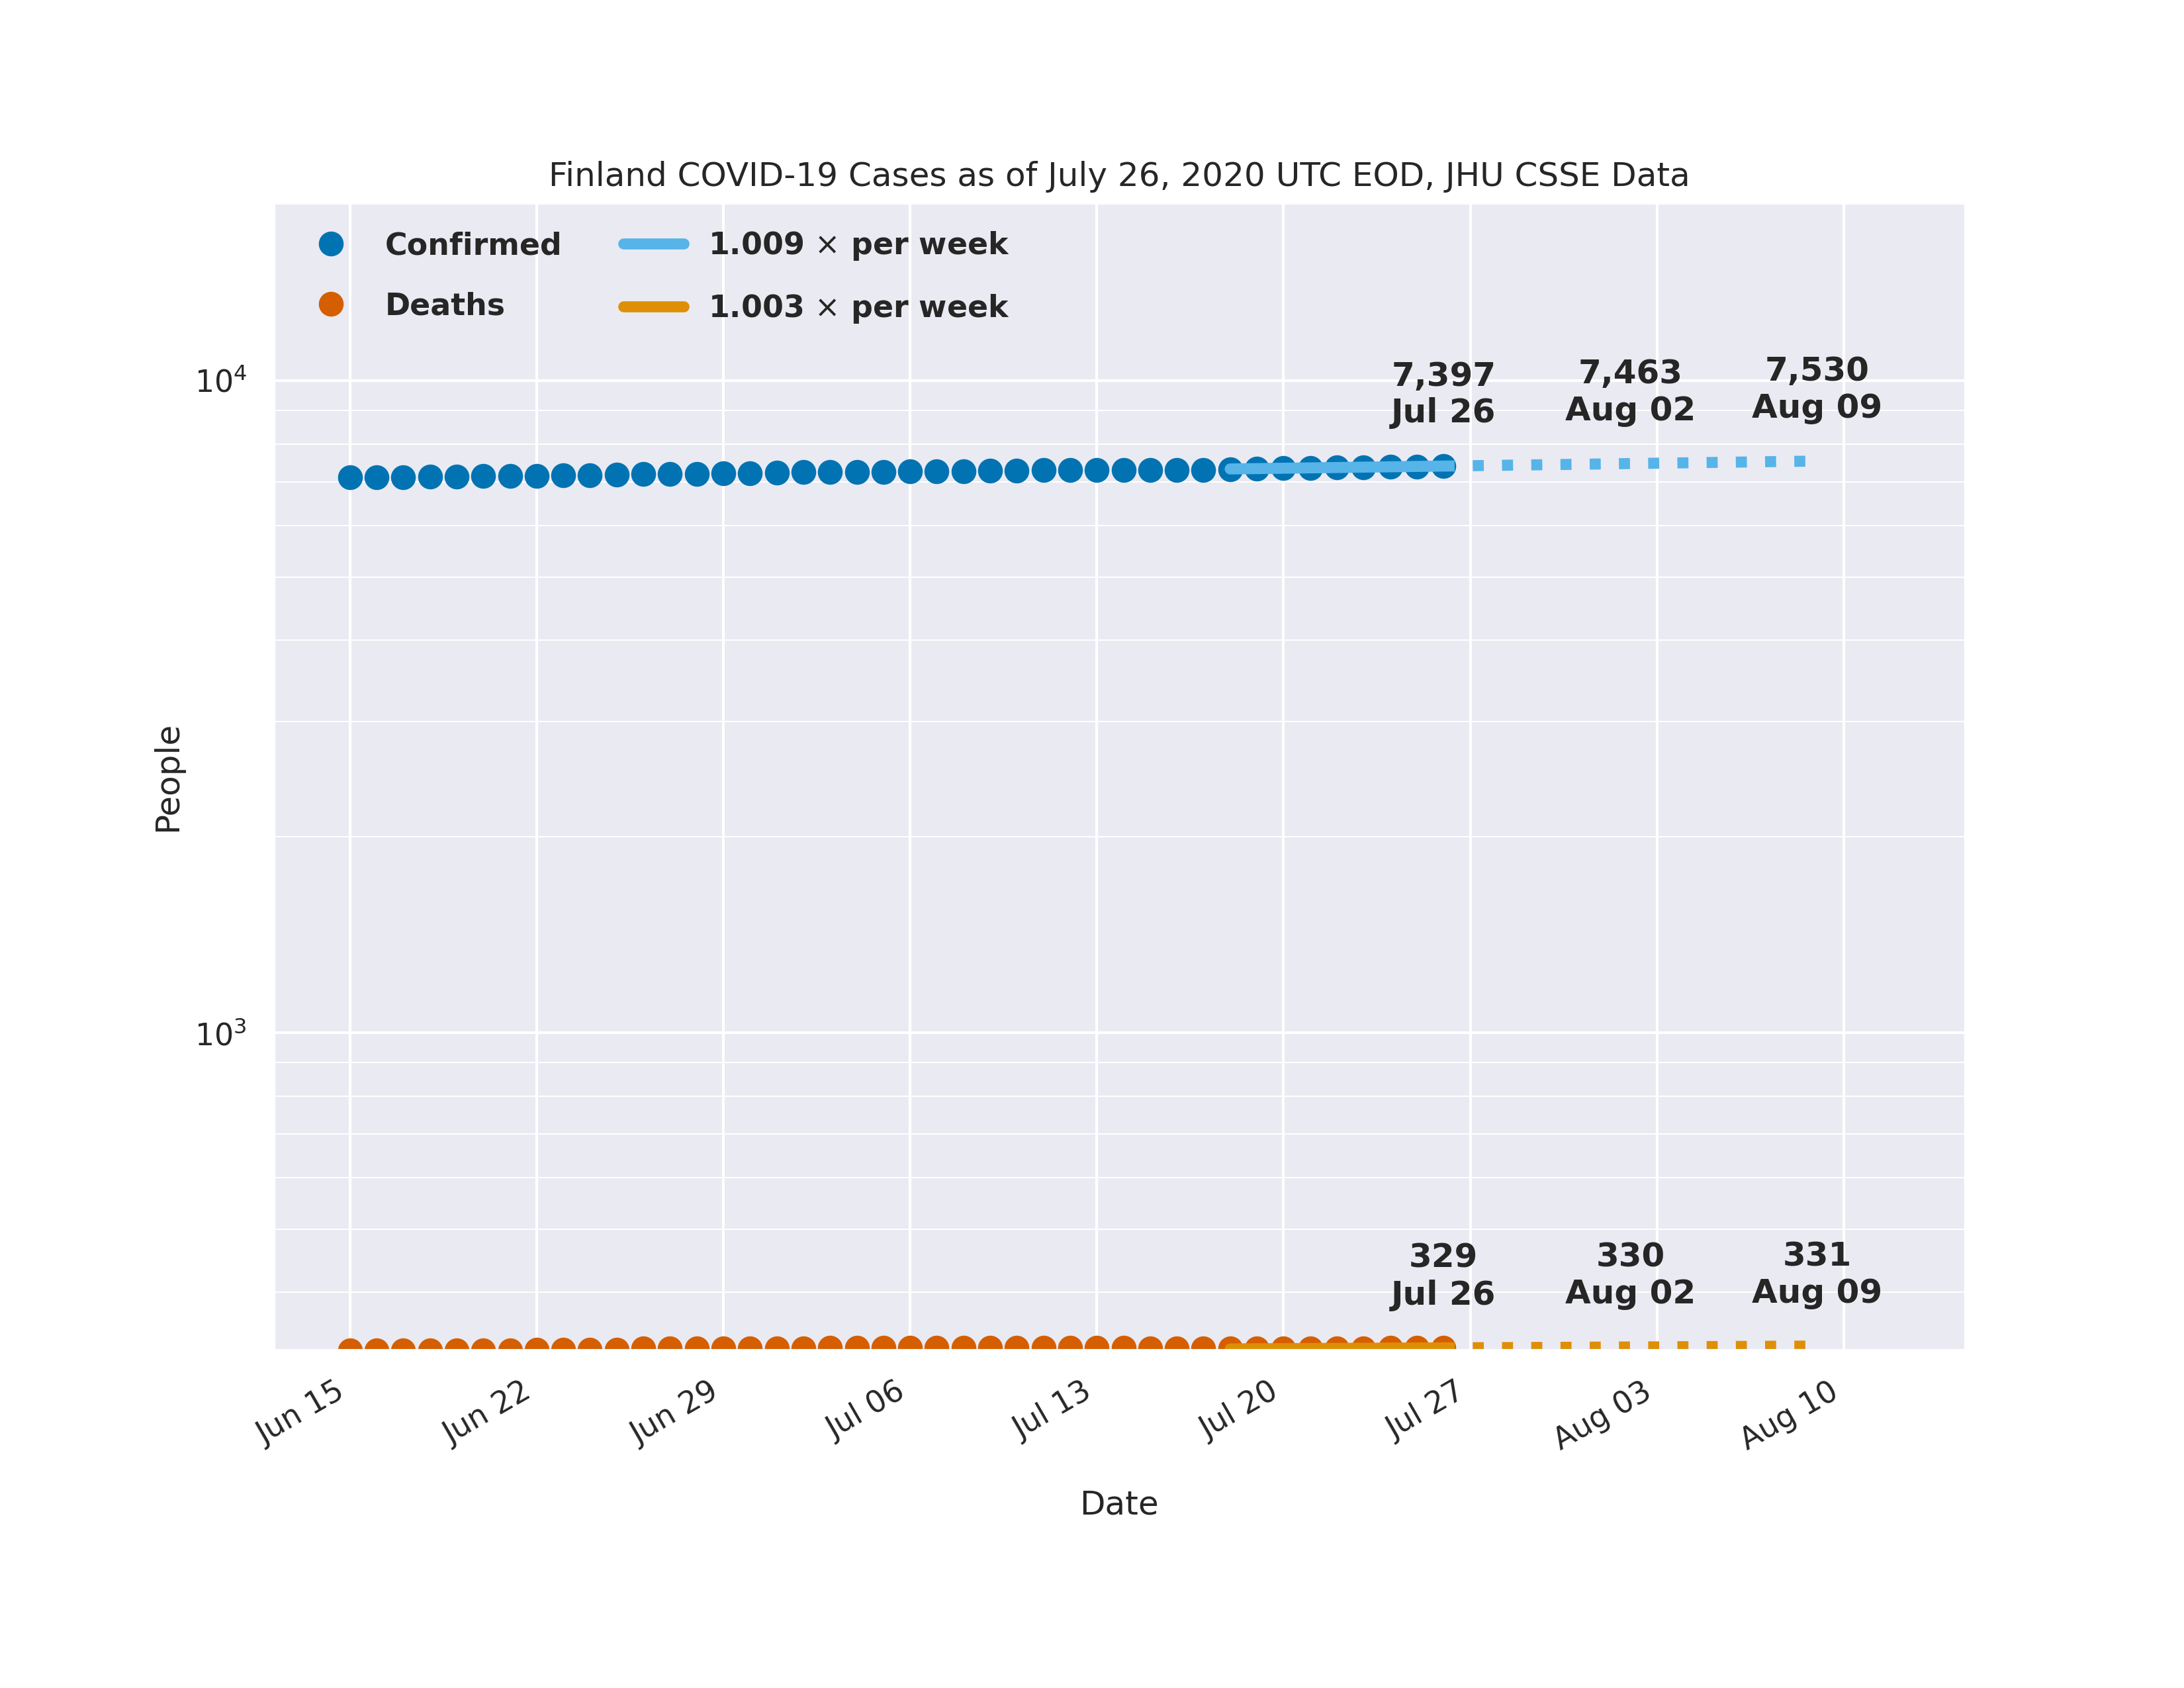 Finland COVID-19 Cases as of July 26, 2020 UTC EOD, JHU CSSE Data
Confirmed
Deaths
1.009 × per week
1.003 × per week
7,397
Jul 26
7,463
Aug 02
7,530
Aug 09
10⁴
People
10³
329
Jul 26
330
Aug 02
331
Aug 09
Jun 15
Jun 22
Jun 29
Jul 06
Jul 13
Jul 20
Jul 27
Aug 03
Aug 10
Date